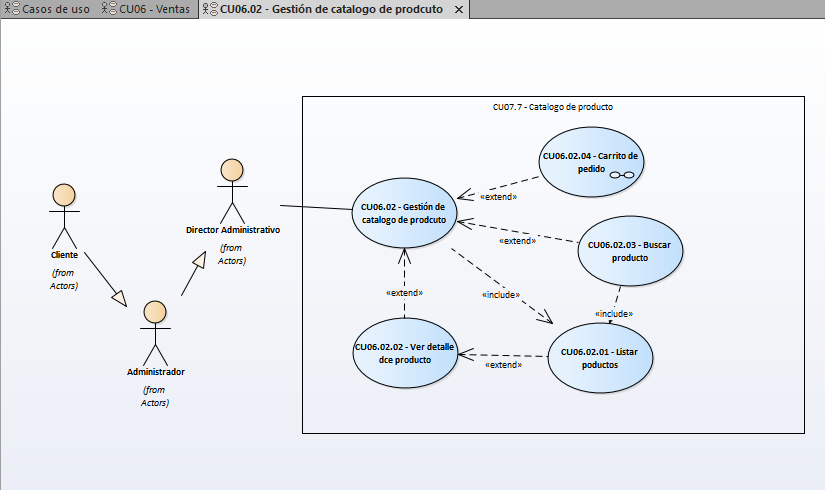 Casos de uso
CU06 - Ventas
CU06.02 - Gestión de catalogo de prodcuto
CU07.7 - Catalogo de producto
CU06.02.04 - Carrito de
pedido
«extend»
CU06.02 - Gestión de
catalogo de prodcuto
Director Administrativo
(from
Actors)
Cliente
(from
Actors)
«extend»
CU06.02.03 - Buscar
producto
«extend»
«include»
«include»
Administrador
(from
Actors)
CU06.02.02 - Ver detalle
dce producto
«extend»
CU06.02.01 - Listar
poductos